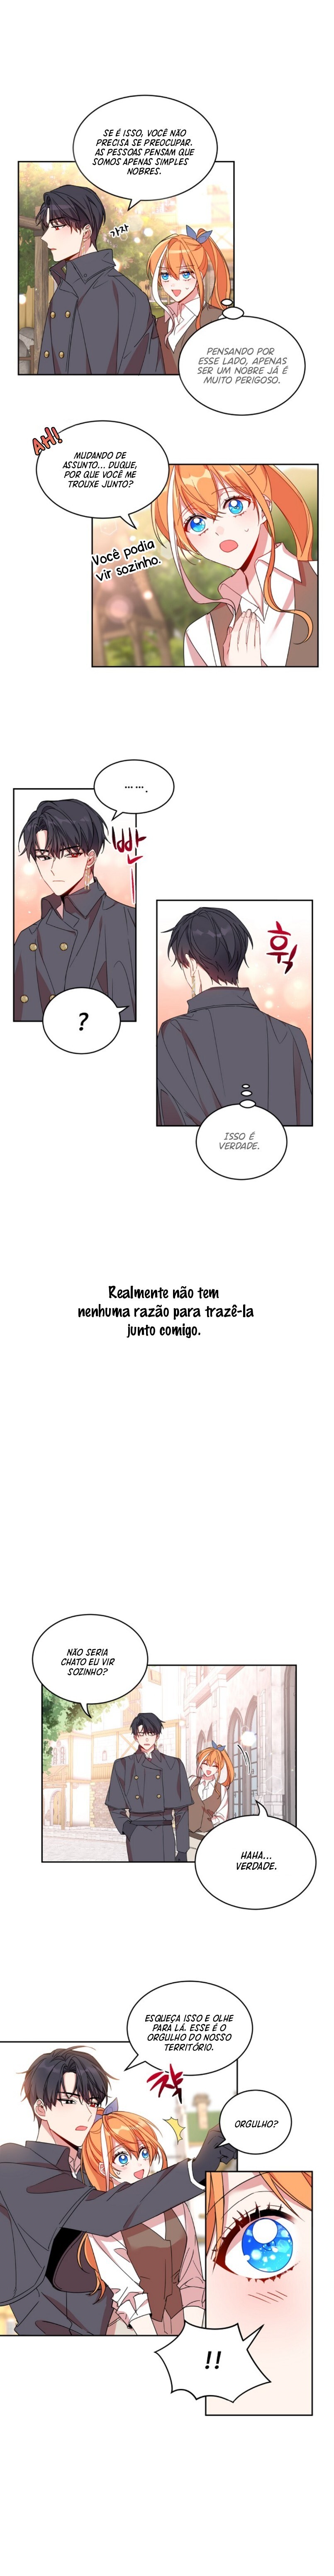 SE É ISSO, VOCÊ NÃO
PRECISA SE PREOCUPAR.
AS PESSOAS PENSAM QUE
SOMOS APENAS SIMPLES
NOBRES.
가자
PENSANDO POR
ESSE LADO, APENAS
SER UM NOBRE JÁ É
MUITO PERIGOSO.
AH!
MUDANDO DE
ASSUNTO... DUQUE,
POR QUE VOCÊ ME
TROUXE JUNTO?
Você podia
vir sozinho.
... ... .
?
휙
ISSO É
VERDADE.
Realmente não tem
nenhuma razão para trazê-la
junto comigo.
NÃO SERIA
CHATO EU VIR
SOZINHO?
HAHA...
VERDADE.
ESQUEÇA ISSO E OLHE
PARA LÁ. ESSE É O
ORGULHO DO NOSSO
TERRITÓRIO.
ORGULHO?
!!